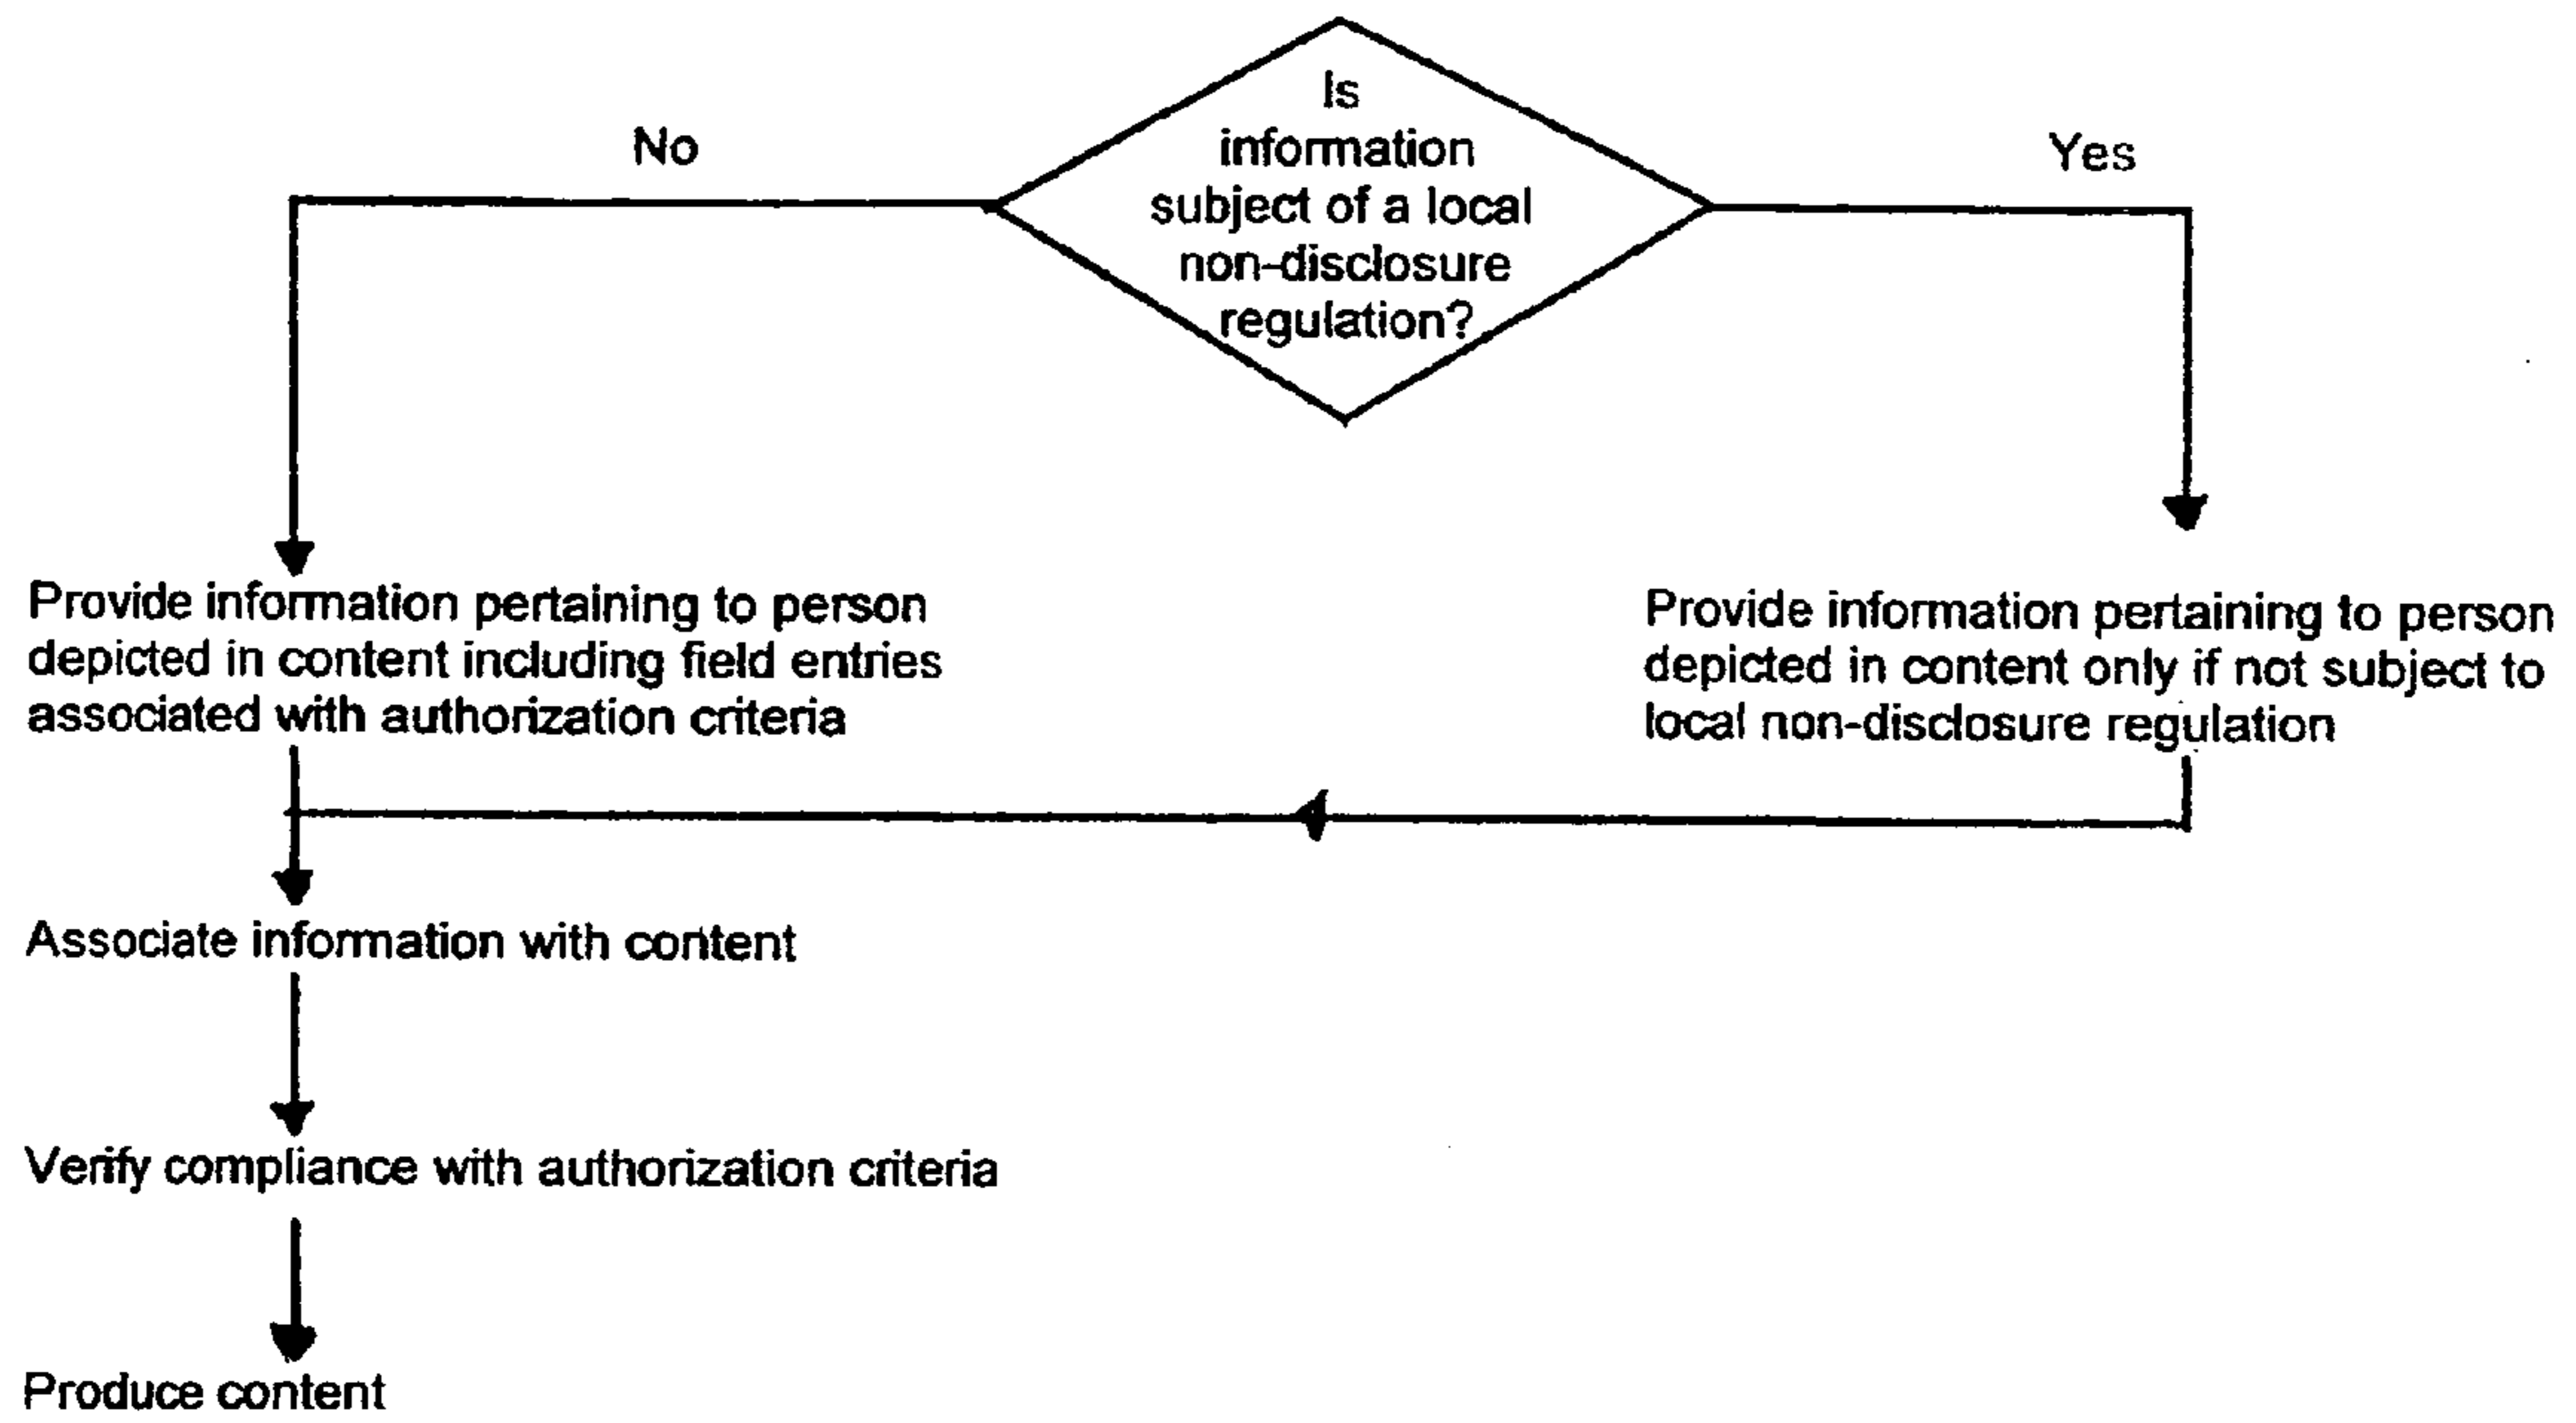 Is
information
subject of a local
non-disclosure
regulation?
No
Yes
Provide information pertaining to person
depicted in content including field entries
associated with authorization criteria
Provide information pertaining to person
depicted in content only if not subject to
local non-disclosure regulation
Associate information with content
Verify compliance with authorization criteria
Produce content